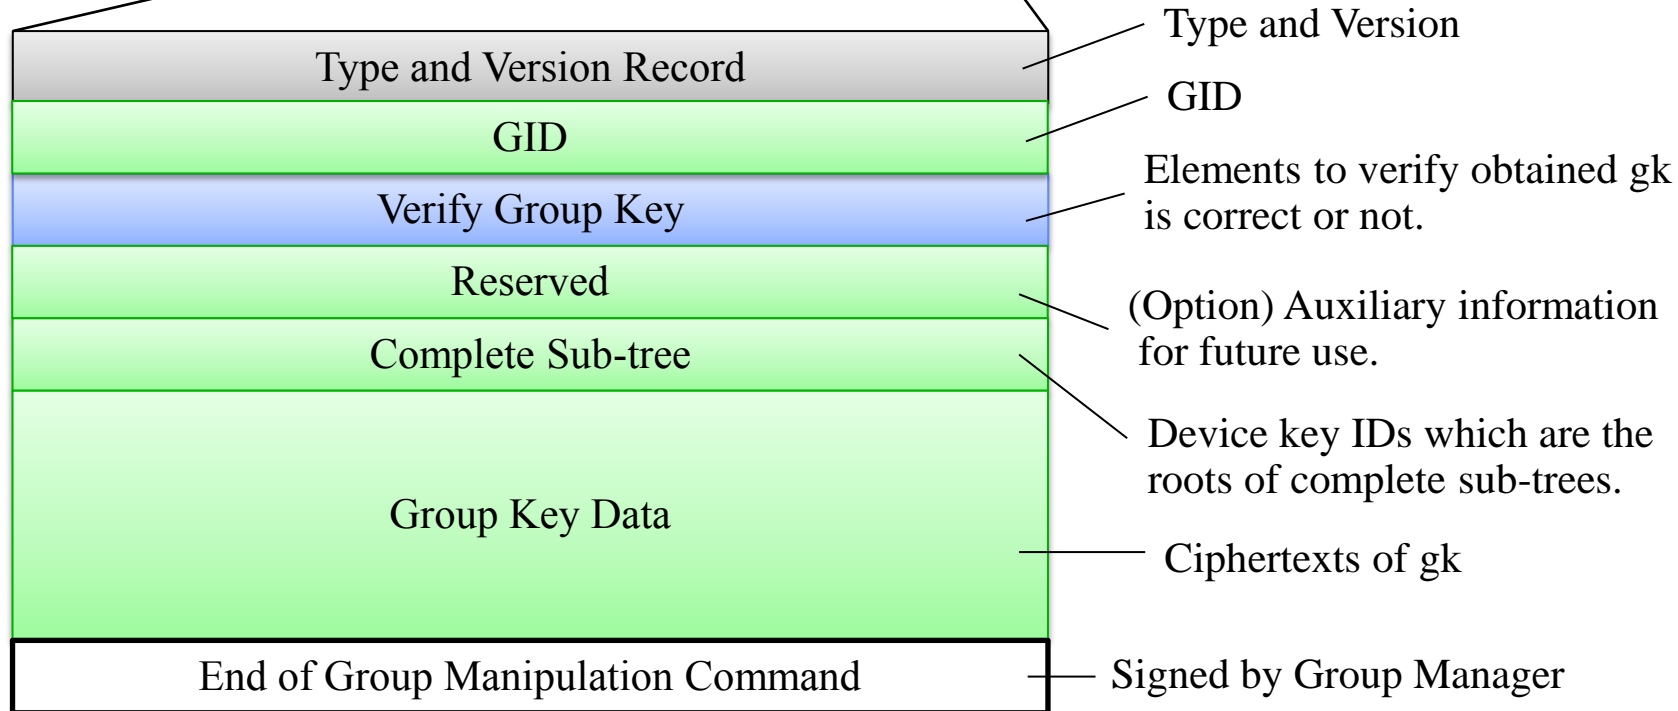 Type and Version Record
Type and Version
GID
GID
Verify Group Key
Elements to verify obtained gk
is correct or not.
Reserved
(Option) Auxiliary information
for future use.
Complete Sub-tree
Device key IDs which are the
roots of complete sub-trees.
Group Key Data
Ciphertexts of gk
End of Group Manipulation Command
Signed by Group Manager